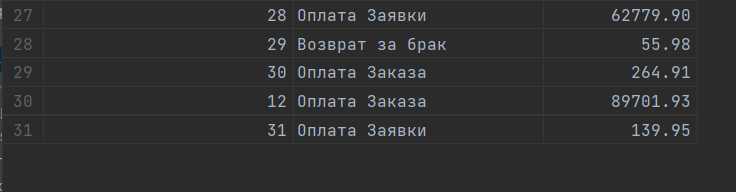 27 28 Оплата Заявки 62779.90
28 29 Возврат за брак 55.98
29 30 Оплата Заказа 264.91
30 12 Оплата Заказа 89701.93
31 31 Оплата Заявки 139.95